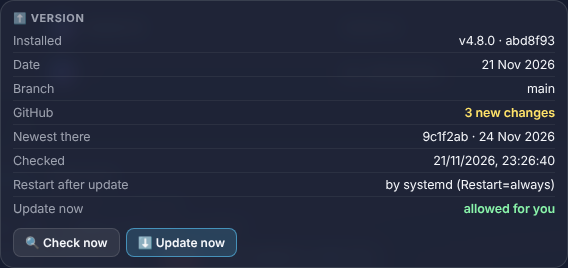 ⬆️ VERSION
Installed v4.8.0 · abd8f93
Date 21 Nov 2026
Branch main
GitHub 3 new changes
Newest there 9c1f2ab · 24 Nov 2026
Checked 21/11/2026, 23:26:40
Restart after update by systemd (Restart=always)
Update now allowed for you
🔍 Check now ⬇️ Update now